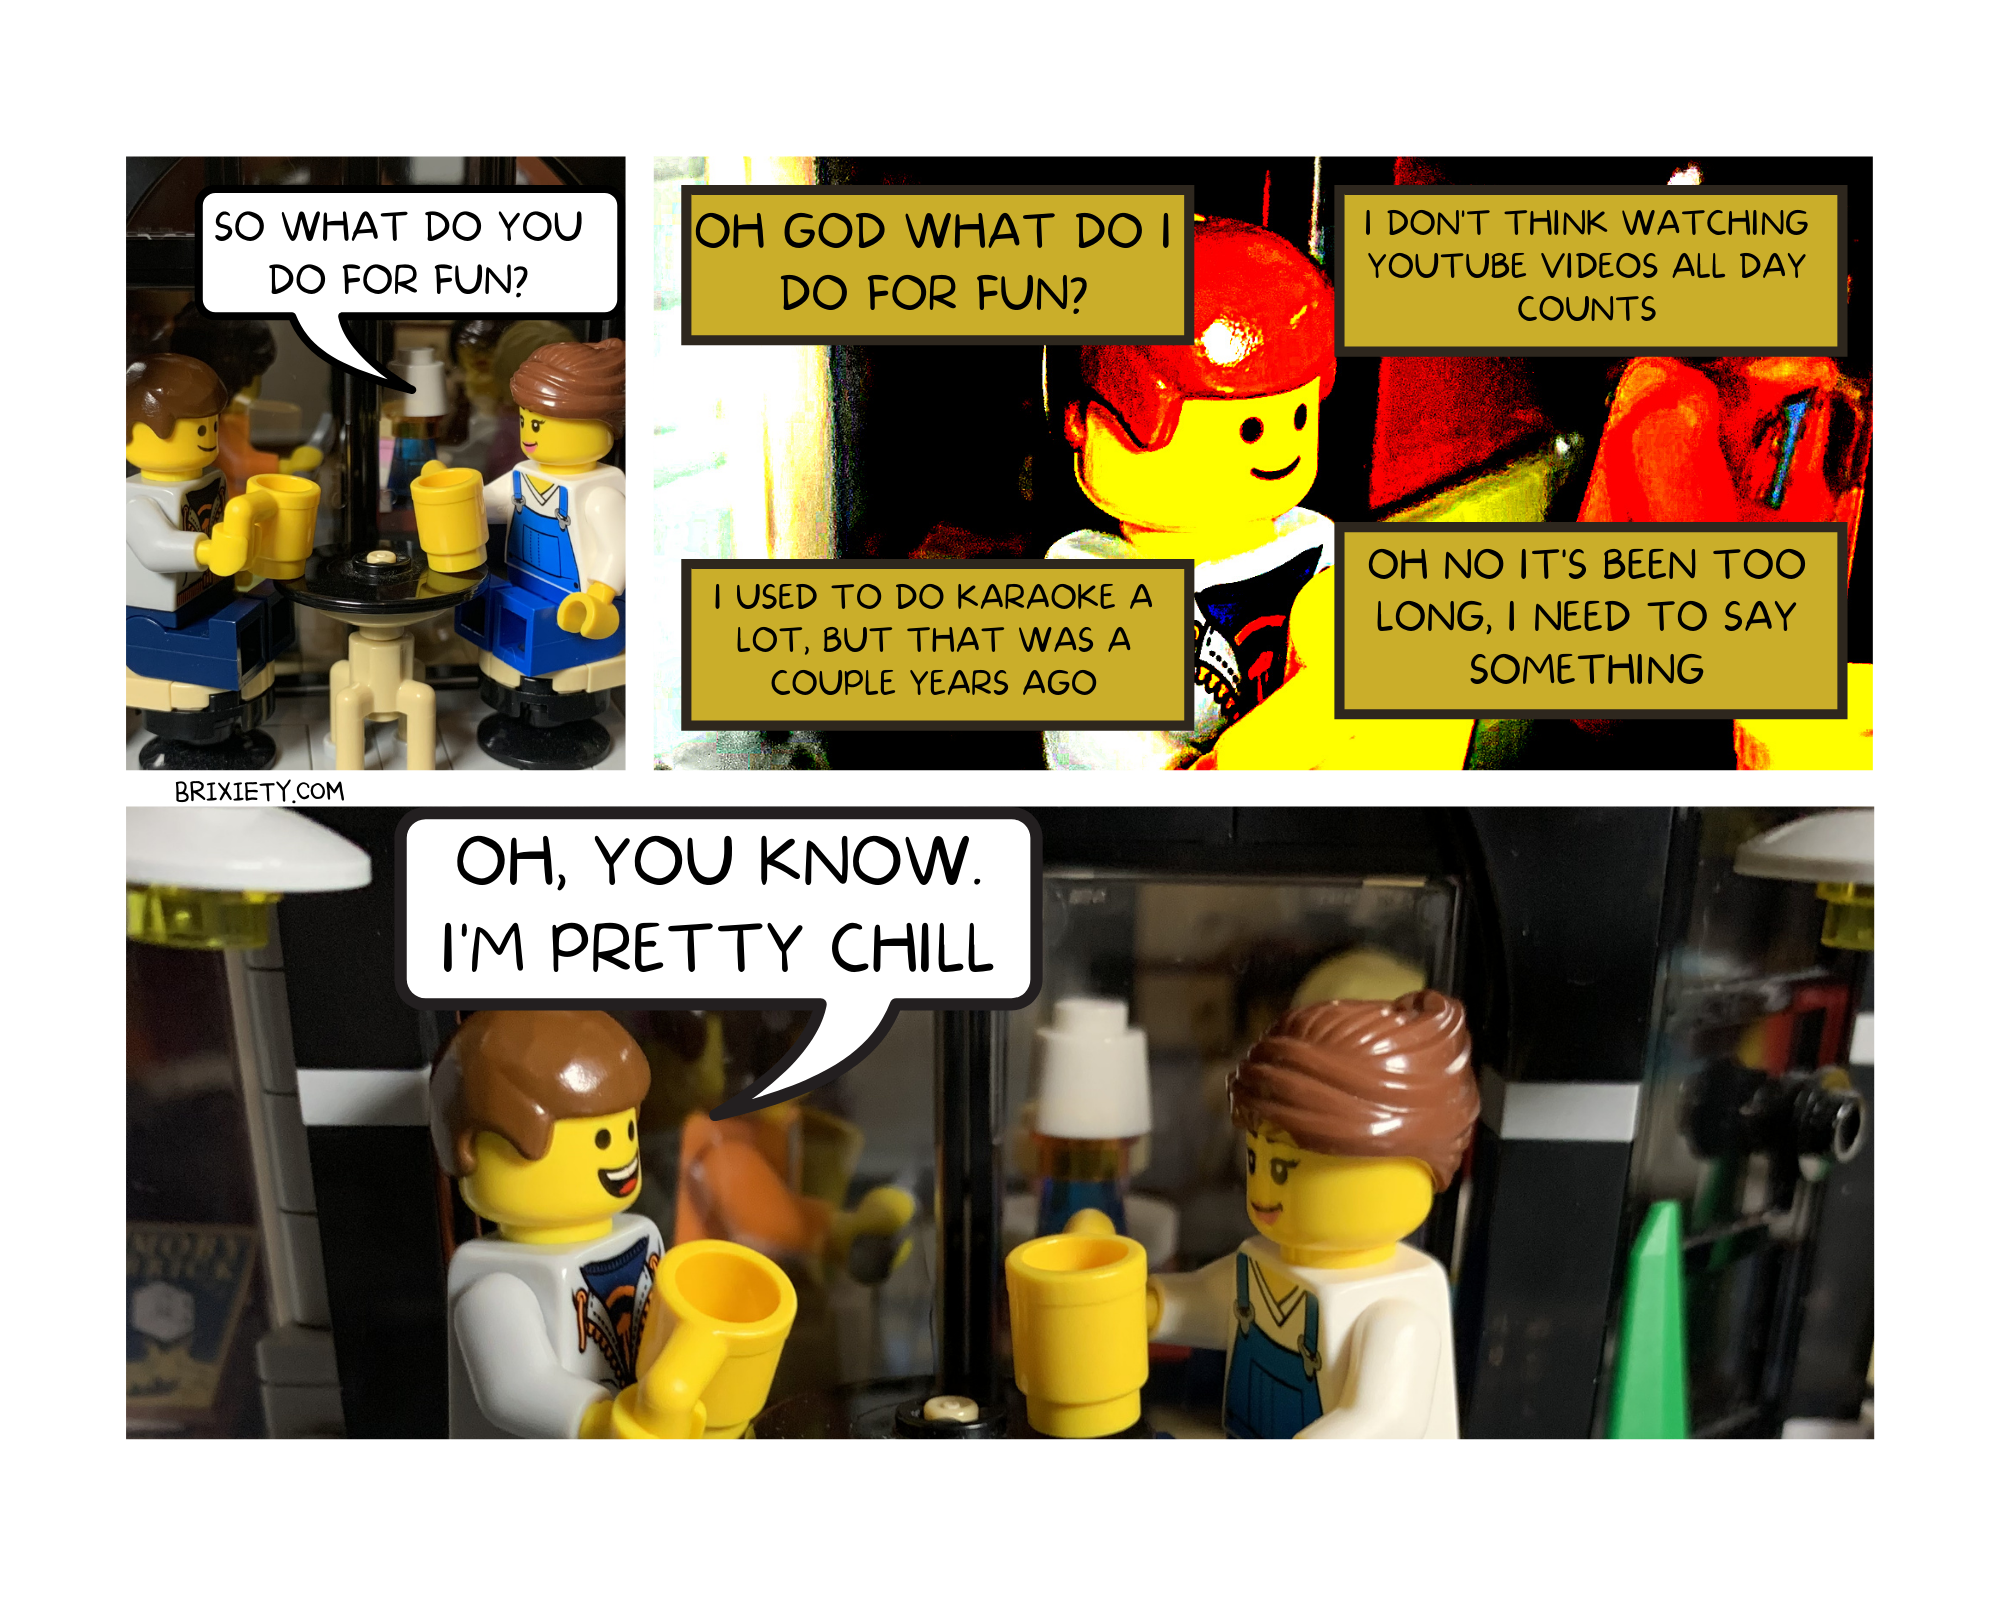 SO WHAT DO YOU
DO FOR FUN?
OH GOD WHAT DO I
DO FOR FUN?
I DON'T THINK WATCHING
YOUTUBE VIDEOS ALL DAY
COUNTS
I USED TO DO KARAOKE A
LOT, BUT THAT WAS A
COUPLE YEARS AGO
OH NO IT'S BEEN TOO
LONG, I NEED TO SAY
SOMETHING
BRIXIETY.COM
OH, YOU KNOW.
I'M PRETTY CHILL